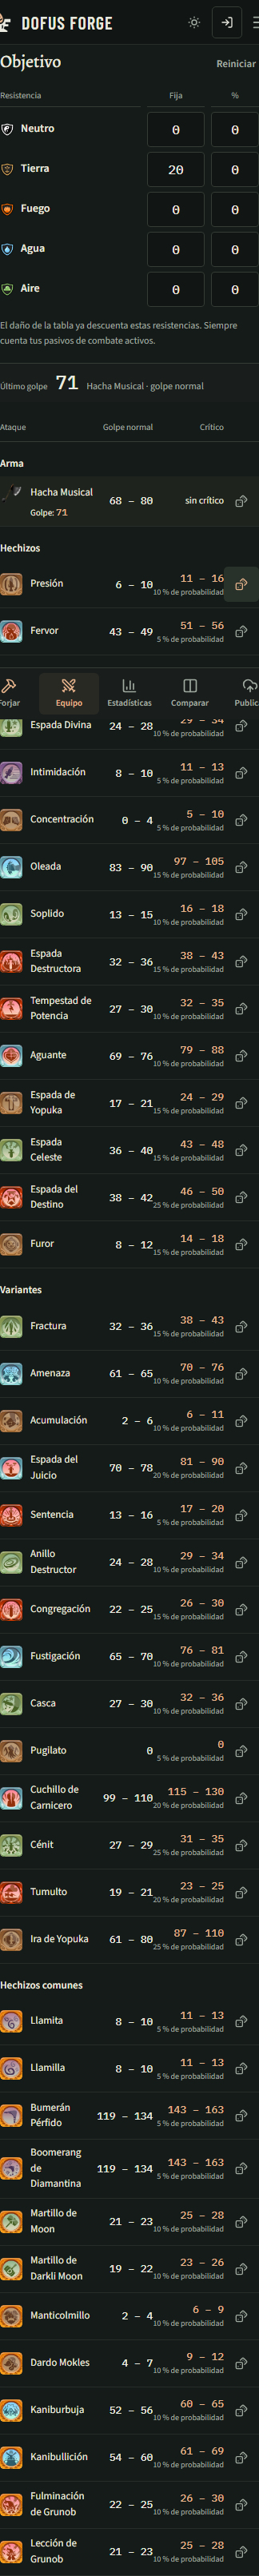 DOFUS FORGE
Objetivo Reiniciar
Resistencia Fija %
Neutro 0 0
Tierra 20 0
Fuego 0 0
Agua 0 0
Aire 0 0
El daño de la tabla ya descuenta estas resistencias. Siempre
cuenta tus pasivos de combate activos.
Último golpe 71 Hacha Musical · golpe normal
Ataque Golpe normal Crítico
Arma
Hacha Musical 68 – 80 sin crítico
Golpe: 71
Hechizos
Presión 6 – 10 11 – 16
10 % de probabilidad
Fervor 43 – 49 51 – 56
5 % de probabilidad
Forjar Equipo Estadísticas Comparar Public
Espada Divina 24 – 28 29 – 34
10 % de probabilidad
Intimidación 8 – 10 11 – 13
5 % de probabilidad
Concentración 0 – 4 5 – 10
5 % de probabilidad
Oleada 83 – 90 97 – 105
15 % de probabilidad
Soplido 13 – 15 16 – 18
10 % de probabilidad
Espada
Destructora 32 – 36 38 – 43
15 % de probabilidad
Tempestad de
Potencia 27 – 30 32 – 35
10 % de probabilidad
Aguante 69 – 76 79 – 88
10 % de probabilidad
Espada de
Yopuka 17 – 21 24 – 29
15 % de probabilidad
Espada
Celeste 36 – 40 43 – 48
15 % de probabilidad
Espada del
Destino 38 – 42 46 – 50
25 % de probabilidad
Furor 8 – 12 14 – 18
15 % de probabilidad
Variantes
Fractura 32 – 36 38 – 43
15 % de probabilidad
Amenaza 61 – 65 70 – 76
10 % de probabilidad
Acumulación 2 – 6 6 – 11
10 % de probabilidad
Espada del
Juicio 70 – 78 81 – 90
20 % de probabilidad
Sentencia 13 – 16 17 – 20
5 % de probabilidad
Anillo
Destructor 24 – 28 29 – 34
10 % de probabilidad
Congregación 22 – 25 26 – 30
15 % de probabilidad
Fustigación 65 – 70 76 – 81
10 % de probabilidad
Casca 27 – 30 32 – 36
10 % de probabilidad
Pugilato 0 0
5 % de probabilidad
Cuchillo de
Carnicero 99 – 110 115 – 130
20 % de probabilidad
Cénit 27 – 29 31 – 35
25 % de probabilidad
Tumulto 19 – 21 23 – 25
20 % de probabilidad
Ira de Yopuka 61 – 80 87 – 110
25 % de probabilidad
Hechizos comunes
Llamita 8 – 10 11 – 13
5 % de probabilidad
Llamilla 8 – 10 11 – 13
5 % de probabilidad
Bumerán
Pérfido 119 – 134 143 – 163
5 % de probabilidad
Boomerang
de
Diamantina 119 – 134 143 – 163
5 % de probabilidad
Martillo de
Moon 21 – 23 25 – 28
10 % de probabilidad
Martillo de
Darkli Moon 19 – 22 23 – 26
10 % de probabilidad
Manticolmillo 2 – 4 6 – 9
10 % de probabilidad
Dardo Mokles 4 – 7 9 – 12
10 % de probabilidad
Kaniburbuja 52 – 56 60 – 65
10 % de probabilidad
Kanibullición 54 – 60 61 – 69
10 % de probabilidad
Fulminación
de Grunob 22 – 25 26 – 30
10 % de probabilidad
Lección de
Grunob 21 – 23 25 – 28
10 % de probabilidad